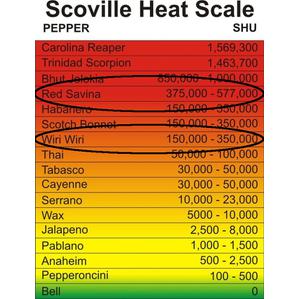 Scoville Heat Scale
PEPPER SHU
Carolina Reaper 1,569,300
Trinidad Scorpion 1,463,700
Bhut Jolokia 850,000 - 1,000,000
Red Savina 375,000 - 577,000
Habanero 150,000 - 350,000
Scotch Bonnet 150,000 - 350,000
Wiri Wiri 150,000 - 350,000
Thai 50,000 - 100,000
Tabasco 30,000 - 50,000
Cayenne 30,000 - 50,000
Serrano 10,000 - 23,000
Wax 5000 - 10,000
Jalapeno 2,500 - 8,000
Pablano 1,000 - 1,500
Anaheim 500 - 2,500
Pepperoncini 100 - 500
Bell 0